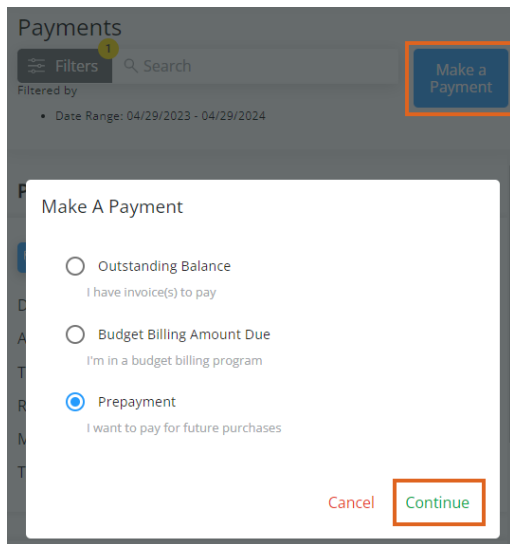 Payments
1
Filters
Search
Make a
Payment
Filtered by
• Date Range: 04/29/2023 - 04/29/2024
P
Make A Payment
Outstanding Balance
I have invoice(s) to pay
D
Budget Billing Amount Due
A
I'm in a budget billing program
T
Prepayment
R
I want to pay for future purchases
M
T
Cancel
Continue